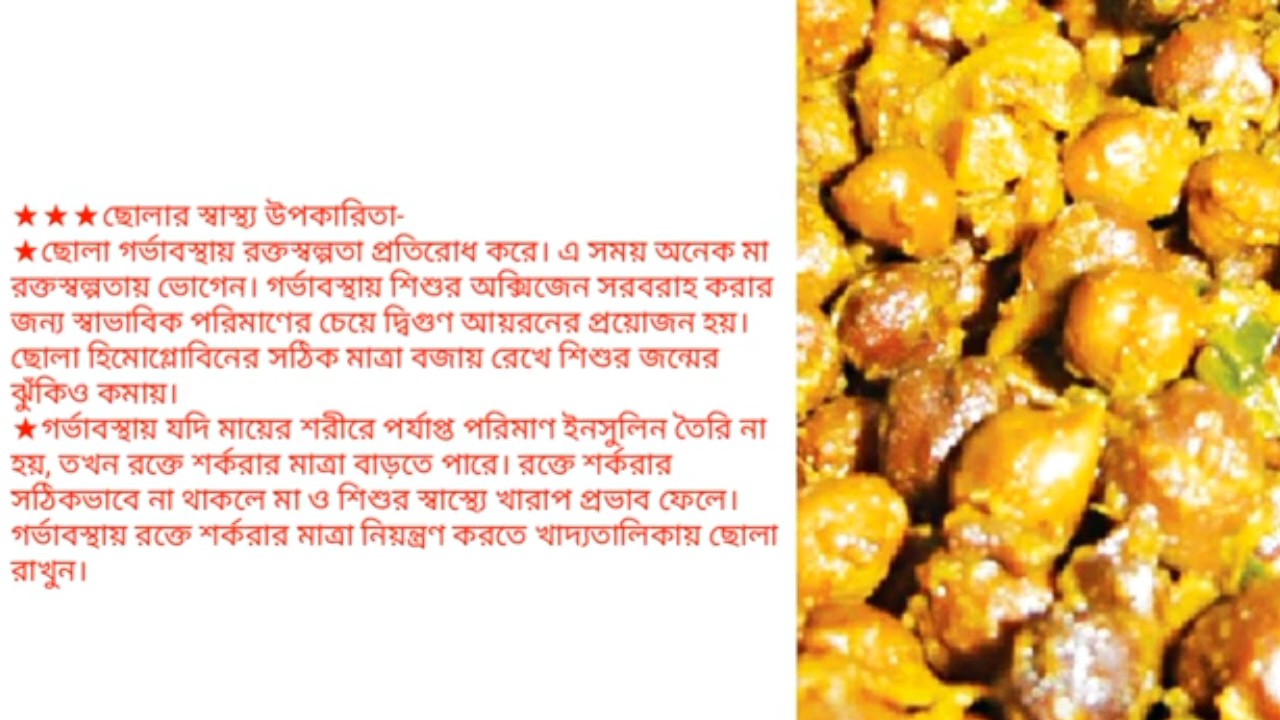 ★★★ছোলার স্বাস্থ্য উপকারিতা-
★ছোলা গর্ভাবস্থায় রক্তস্বল্পতা প্রতিরোধ করে। এ সময় অনেক মা
রক্তস্বল্পতায় ভোগেন। গর্ভাবস্থায় শিশুর অক্সিজেন সরবরাহ করার
জন্য স্বাভাবিক পরিমাণের চেয়ে দ্বিগুণ আয়রনের প্রয়োজন হয়।
ছোলা হিমোগ্লোবিনের সঠিক মাত্রা বজায় রেখে শিশুর জন্মের
ঝুঁকিও কমায়।
★গর্ভাবস্থায় যদি মায়ের শরীরে পর্যাপ্ত পরিমাণ ইনসুলিন তৈরি না
হয়, তখন রক্তে শর্করার মাত্রা বাড়তে পারে। রক্তে শর্করার
সঠিকভাবে না থাকলে মা ও শিশুর স্বাস্থ্যে খারাপ প্রভাব ফেলে।
গর্ভাবস্থায় রক্তে শর্করার মাত্রা নিয়ন্ত্রণ করতে খাদ্যতালিকায় ছোলা
রাখুন।